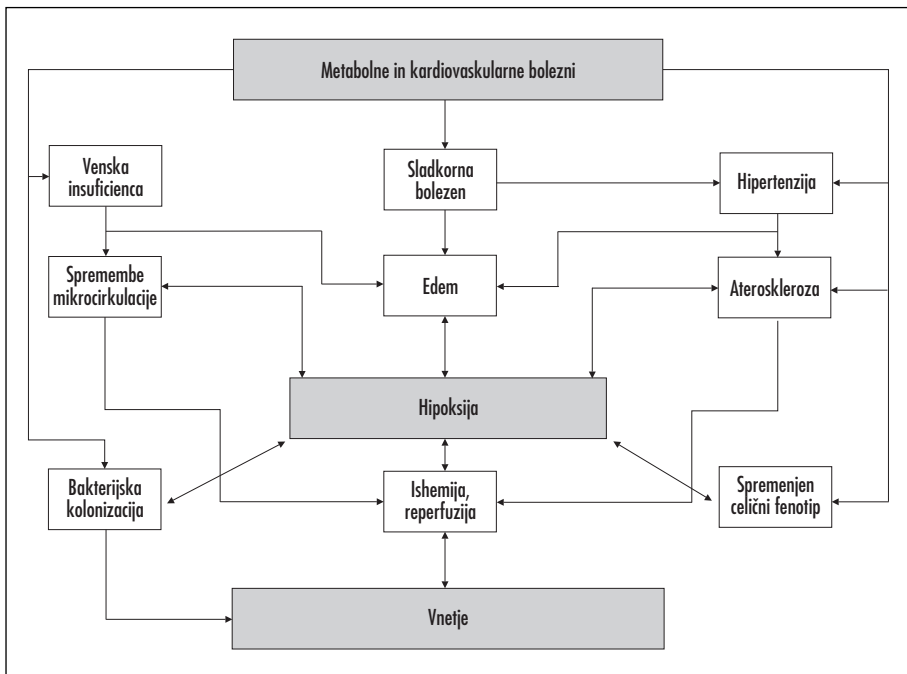 Metabolne in kardiovaskularne bolezni
Venska
insuficienca
Sladkorna
bolezen
Hipertenzija
Spremembe
mikrocirkulacije
Edem
Ateroskleroza
Hipoksija
Bakterijska
kolonizacija
Ishemija,
reperfuzija
Spremenjen
celični fenotip
Vnetje